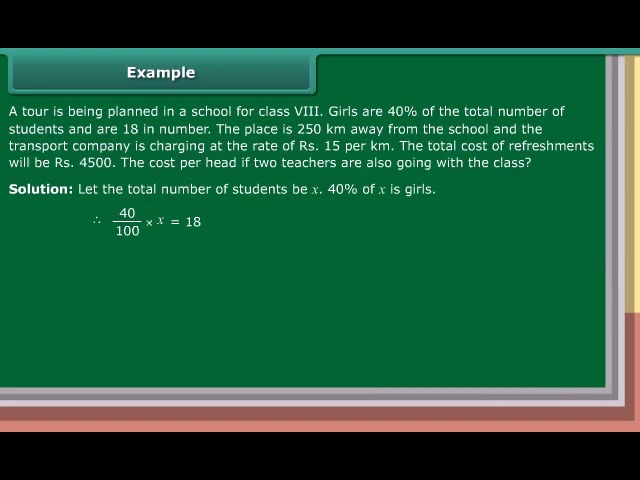 Example
A tour is being planned in a school for class VIII. Girls are 40% of the total number of
students and are 18 in number. The place is 250 km away from the school and the
transport company is charging at the rate of Rs. 15 per km. The total cost of refreshments
will be Rs. 4500. The cost per head if two teachers are also going with the class?
Solution: Let the total number of students be x. 40% of x is girls.
∴ 40/100 × x = 18